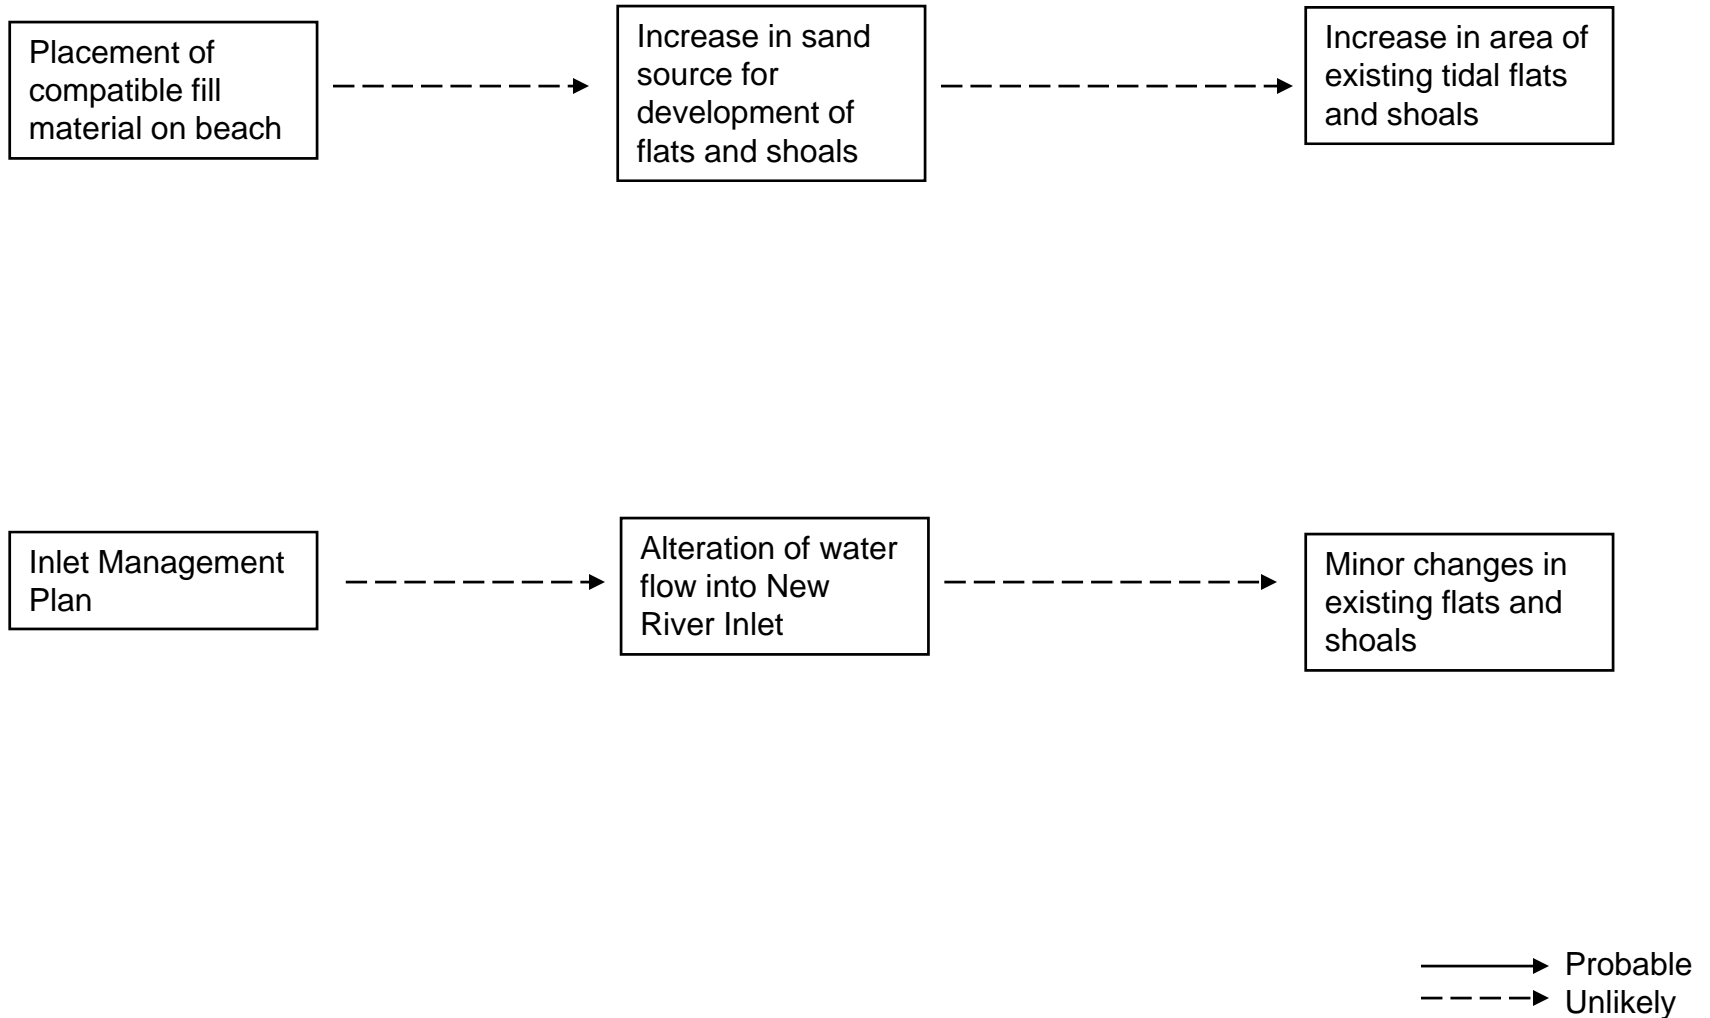 Placement of
compatible fill
material on beach
Increase in sand
source for
development of
flats and shoals
Increase in area of
existing tidal flats
and shoals
Inlet Management
Plan
Alteration of water
flow into New
River Inlet
Minor changes in
existing flats and
shoals
Probable
Unlikely